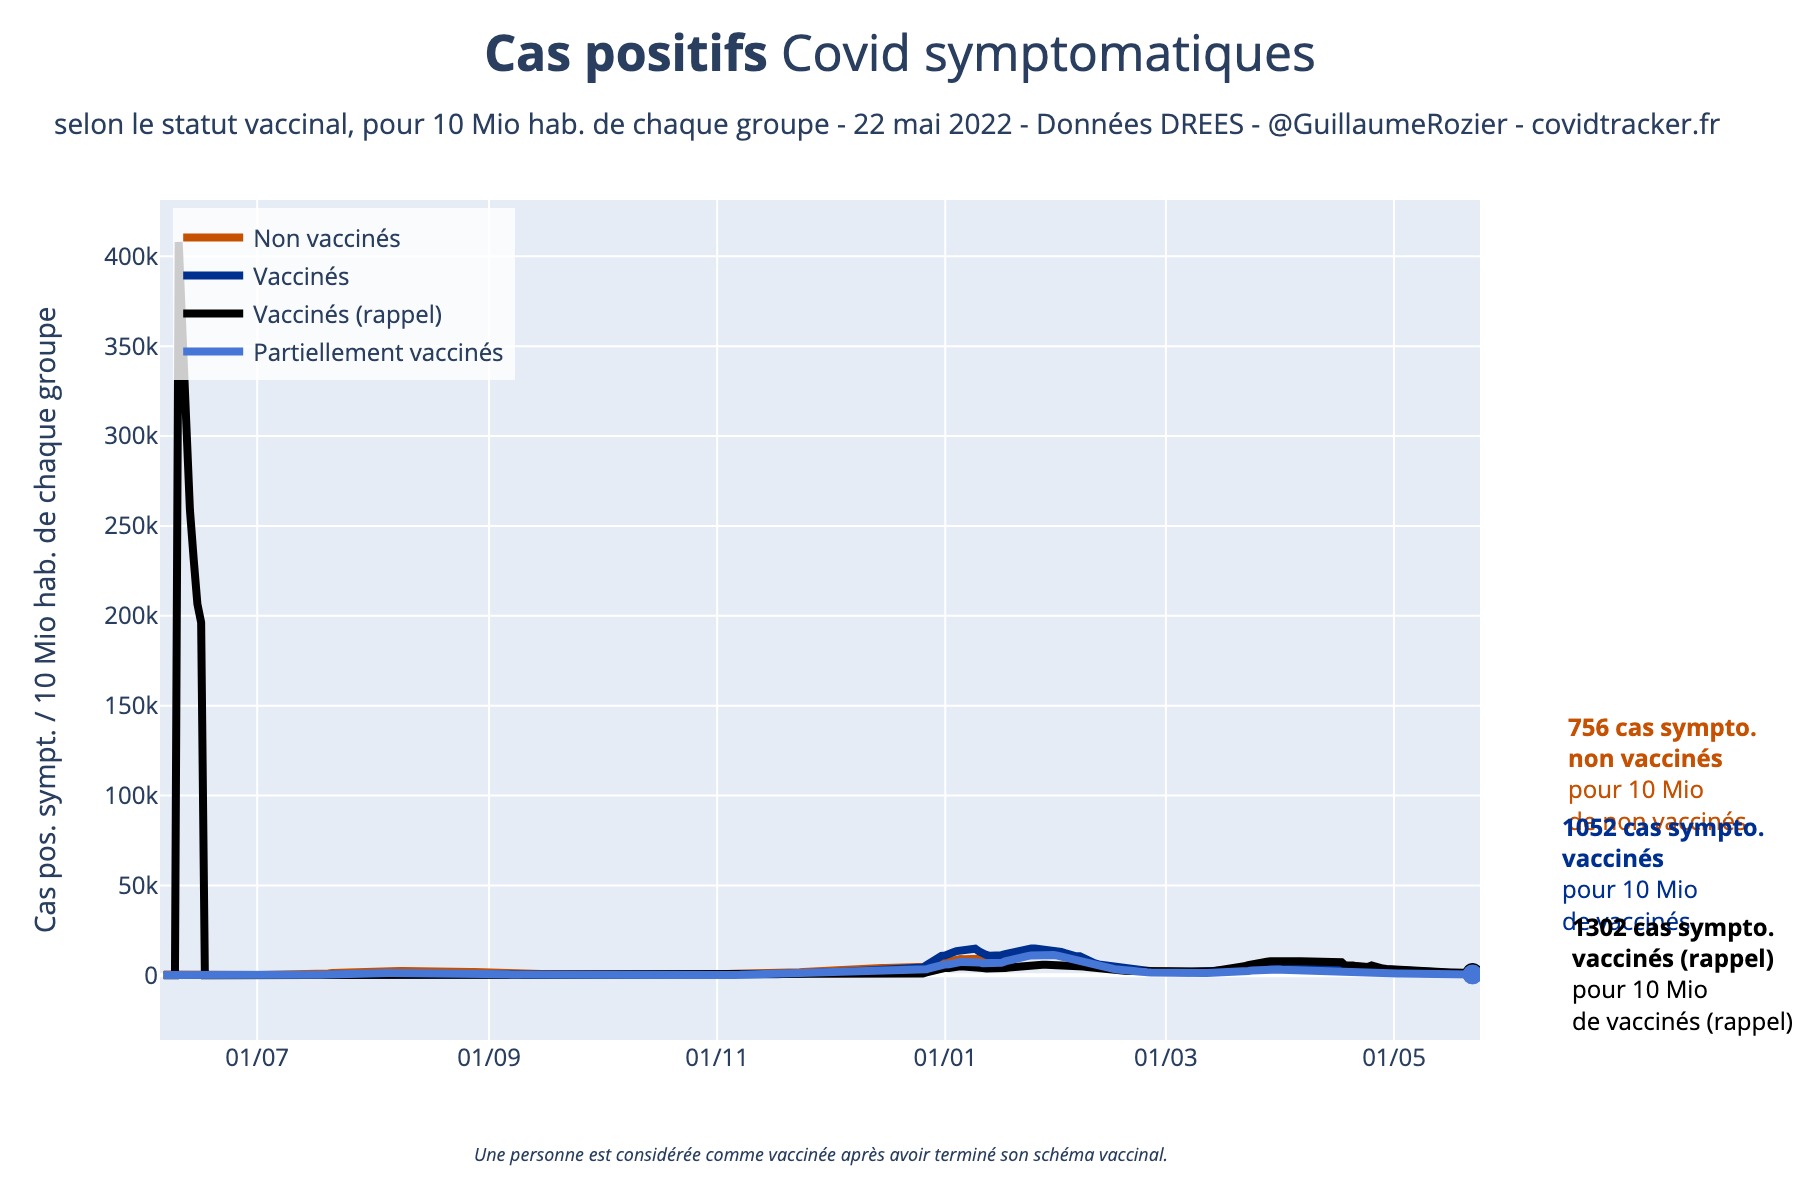 Cas positifs Covid symptomatiques
selon le statut vaccinal, pour 10 Mio hab. de chaque groupe - 22 mai 2022 - Données DREES - @GuillaumeRozier - covidtracker.fr
Cas pos. sympt. / 10 Mio hab. de chaque groupe
400k
350k
300k
250k
200k
150k
100k
50k
0
Non vaccinés
Vaccinés
Vaccinés (rappel)
Partiellement vaccinés
01/07
01/09
01/11
01/01
01/03
01/05
756 cas sympto.
non vaccinés
pour 10 Mio
de non vaccinés
1052 cas sympto.
vaccinés
pour 10 Mio
de vaccinés
1302 cas sympto.
vaccinés (rappel)
pour 10 Mio
de vaccinés (rappel)
Une personne est considérée comme vaccinée après avoir terminé son schéma vaccinal.